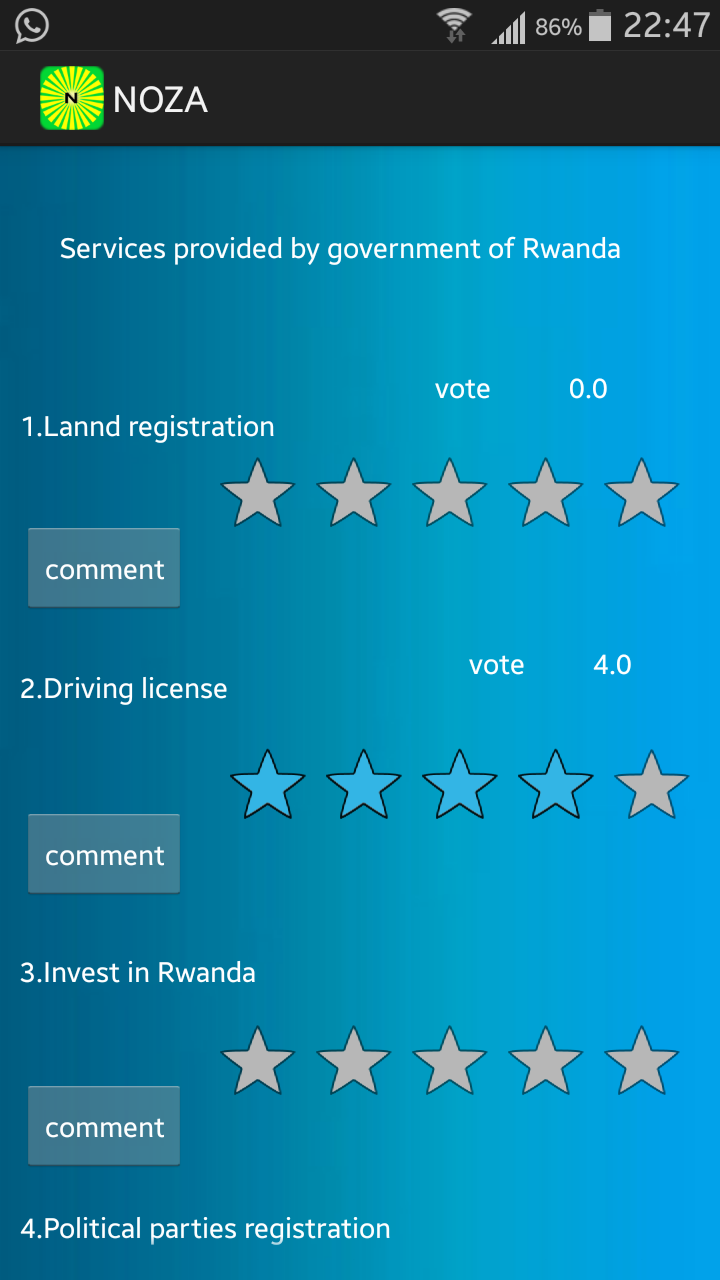 86% 22:47
N NOZA
Services provided by government of Rwanda
vote 0.0
1.Lannd registration
comment
vote 4.0
2.Driving license
comment
3.Invest in Rwanda
comment
4.Political parties registration